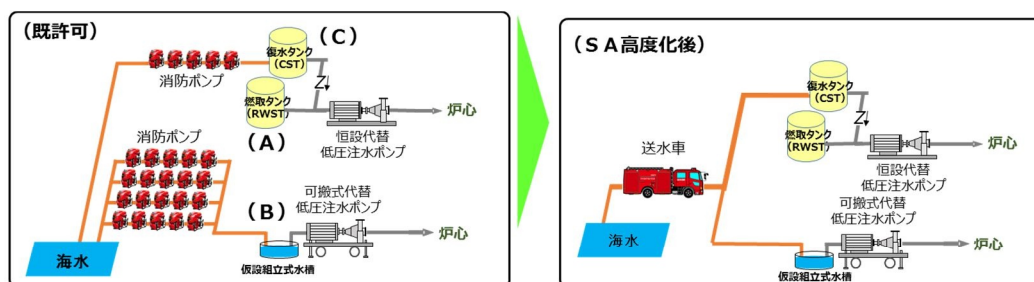 （既許可）
（C）
復水タンク
（CST）
消防ポンプ
燃取タンク
（RWST）
（A）
恒設代替
低圧注水ポンプ
炉心
消防ポンプ
可搬式代替
低圧注水ポンプ
（B）
炉心
海水
仮設組立式水槽
（ＳＡ高度化後）
復水タンク
（CST）
燃取タンク
（RWST）
送水車
恒設代替
低圧注水ポンプ
炉心
可搬式代替
低圧注水ポンプ
海水
炉心
仮設組立式水槽